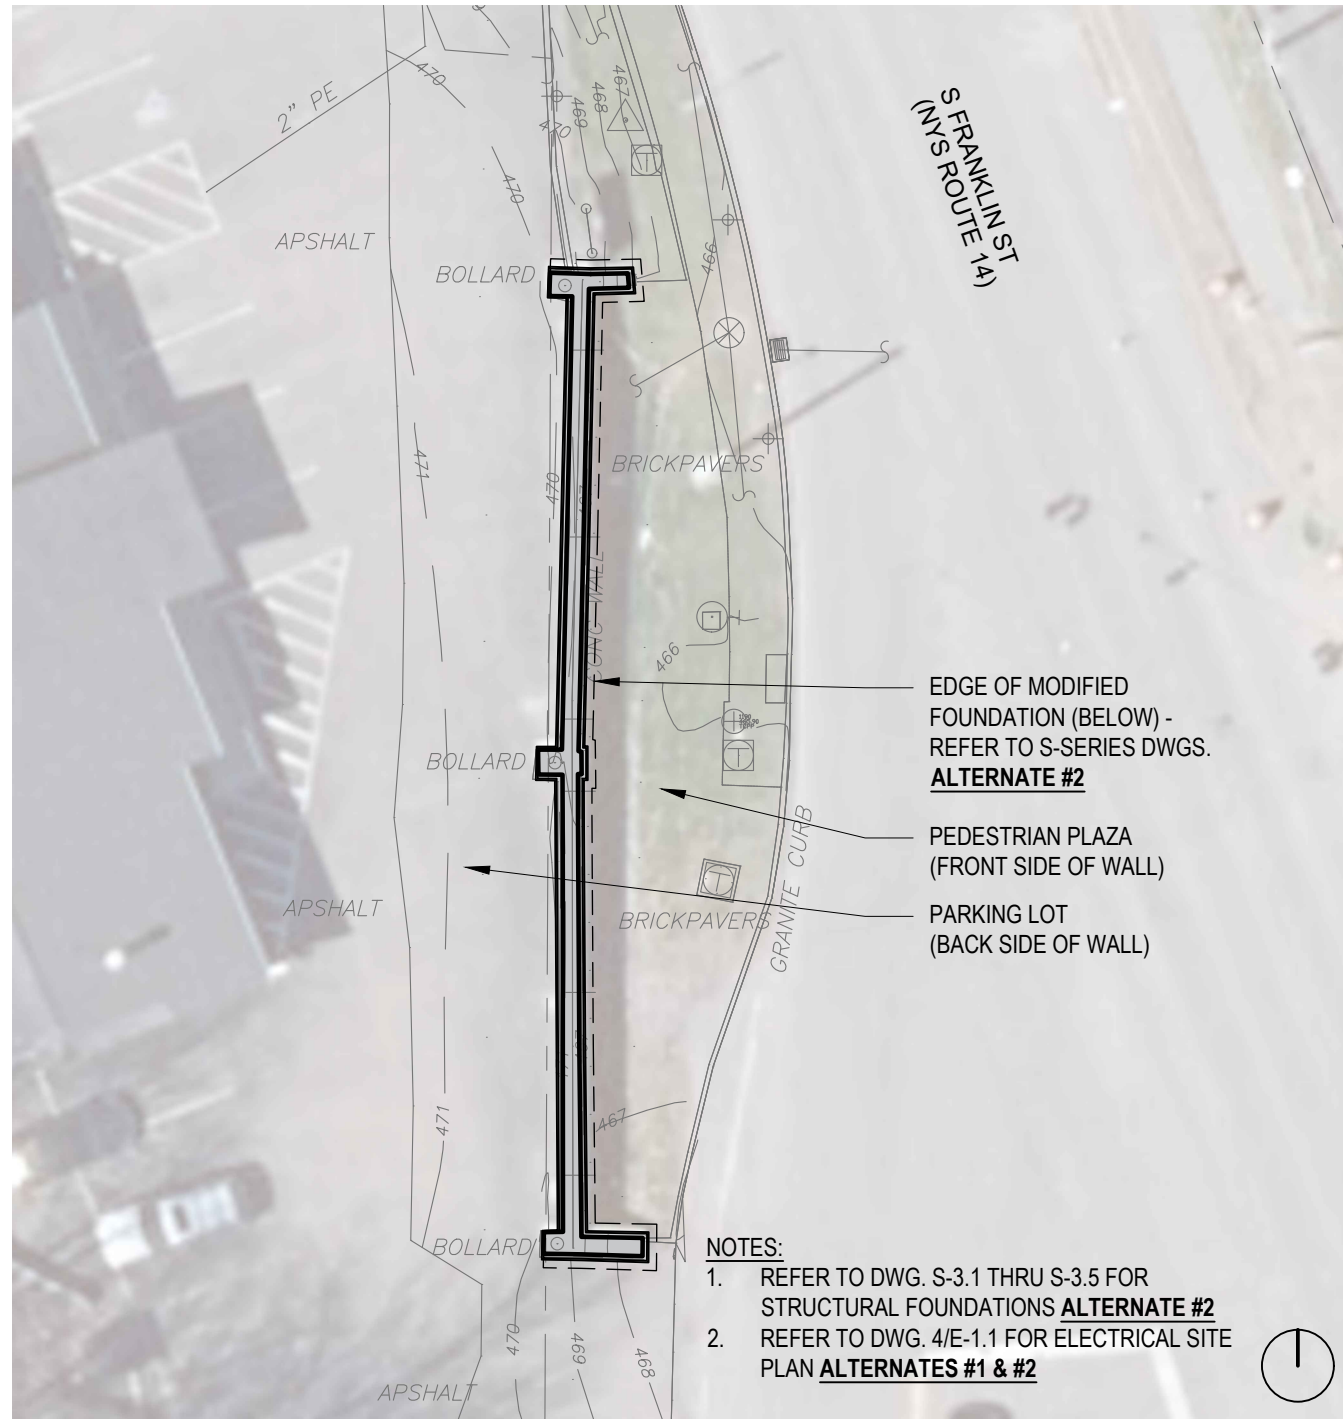 470
467
468
469
470
2" PE
470
S FRANKLIN ST
(NYS ROUTE 14)
APSHALT
BOLLARD
466
471
470
BRICKPAVERS
CONC WALL
466
EDGE OF MODIFIED
FOUNDATION (BELOW) -
REFER TO S-SERIES DWGS.
ALTERNATE #2
BOLLARD
PEDESTRIAN PLAZA
(FRONT SIDE OF WALL)
GRANITE CURB
APSHALT
BRICKPAVERS
PARKING LOT
(BACK SIDE OF WALL)
471
467
BOLLARD
NOTES:
1. REFER TO DWG. S-3.1 THRU S-3.5 FOR
STRUCTURAL FOUNDATIONS ALTERNATE #2
2. REFER TO DWG. 4/E-1.1 FOR ELECTRICAL SITE
PLAN ALTERNATES #1 & #2
470
469
468
APSHALT